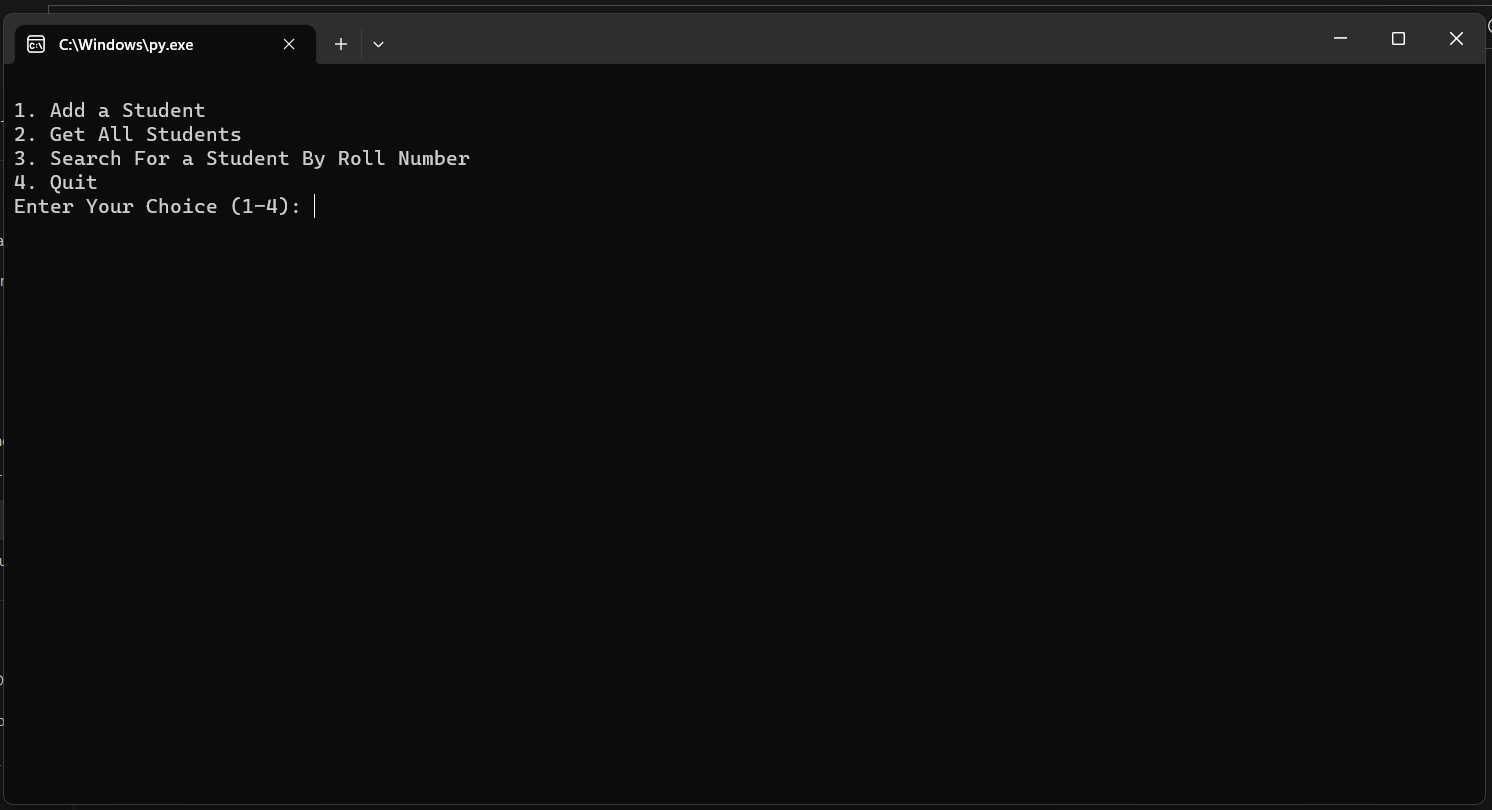 C:\Windows\py.exe
1. Add a Student
2. Get All Students
3. Search For a Student By Roll Number
4. Quit
Enter Your Choice (1-4):